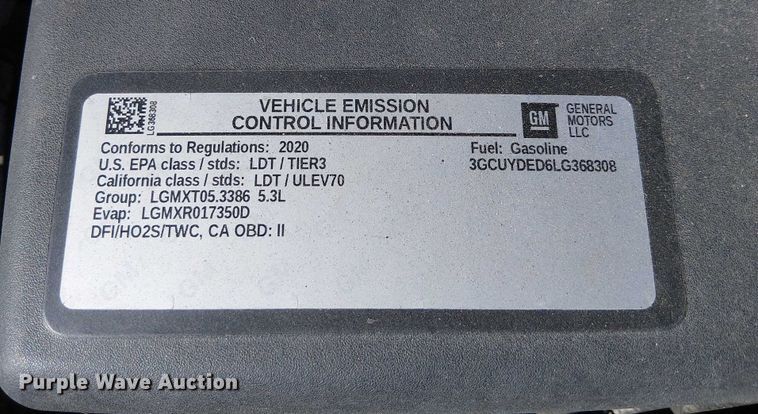 LG368308
VEHICLE EMISSION
CONTROL INFORMATION
GM
GENERAL
MOTORS
LLC
Conforms to Regulations: 2020
U.S. EPA class / stds: LDT / TIER3
California class / stds: LDT / ULEV70
Group: LGMXT05.3386 5.3L
Evap: LGMXR017350D
DFI/HO2S/TWC, CA OBD: II
Fuel: Gasoline
3GCUYDED6LG368308
Purple Wave Auction